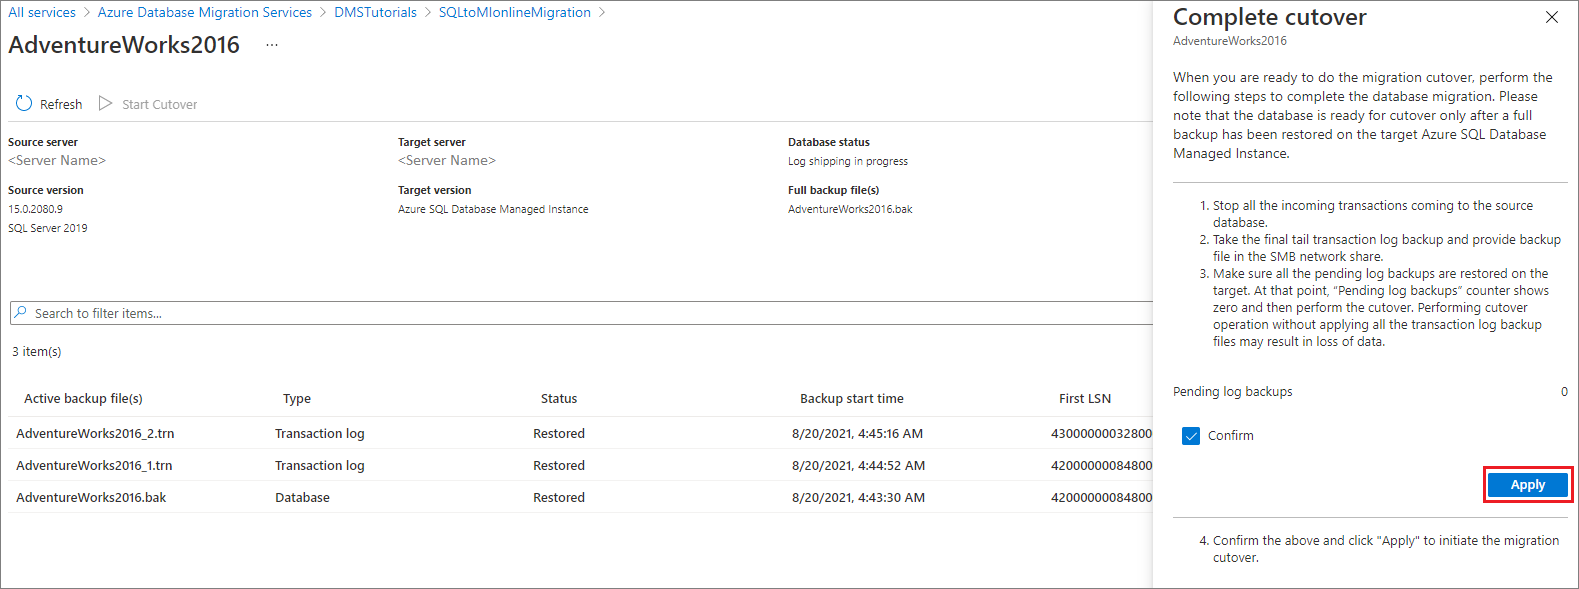 All services > Azure Database Migration Services > DMSTutorials > SQLtoMIonlineMigration >
AdventureWorks2016 ...
Refresh Start Cutover
Source server Target server Database status
<Server Name> <Server Name> Log shipping in progress
Source version Target version Full backup file(s)
15.0.2080.9 Azure SQL Database Managed Instance AdventureWorks2016.bak
SQL Server 2019
Search to filter items...
3 item(s)
Active backup file(s) Type Status Backup start time First LSN
AdventureWorks2016_2.trn Transaction log Restored 8/20/2021, 4:45:16 AM 43000000032800
AdventureWorks2016_1.trn Transaction log Restored 8/20/2021, 4:44:52 AM 42000000084800
AdventureWorks2016.bak Database Restored 8/20/2021, 4:43:30 AM 42000000084800
Complete cutover
AdventureWorks2016
When you are ready to do the migration cutover, perform the
following steps to complete the database migration. Please
note that the database is ready for cutover only after a full
backup has been restored on the target Azure SQL Database
Managed Instance.
1. Stop all the incoming transactions coming to the source
database.
2. Take the final tail transaction log backup and provide backup
file in the SMB network share.
3. Make sure all the pending log backups are restored on the
target. At that point, “Pending log backups” counter shows
zero and then perform the cutover. Performing cutover
operation without applying all the transaction log backup
files may result in loss of data.
Pending log backups 0
Confirm
Apply
4. Confirm the above and click "Apply" to initiate the migration
cutover.